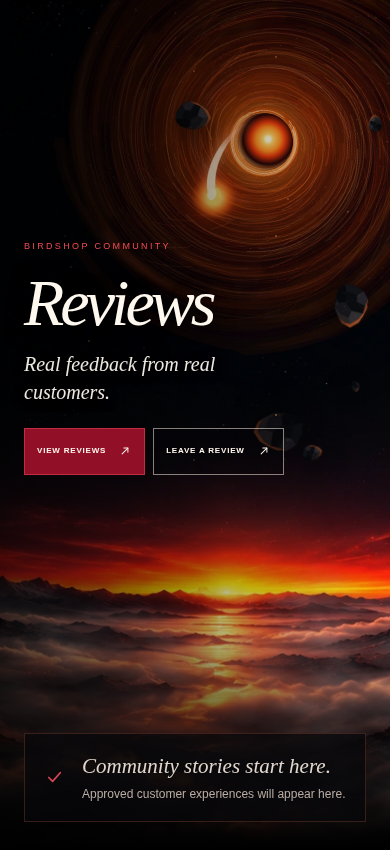 BIRDSHOP COMMUNITY
Reviews
Real feedback from real
customers.
VIEW REVIEWS
LEAVE A REVIEW
Community stories start here.
Approved customer experiences will appear here.